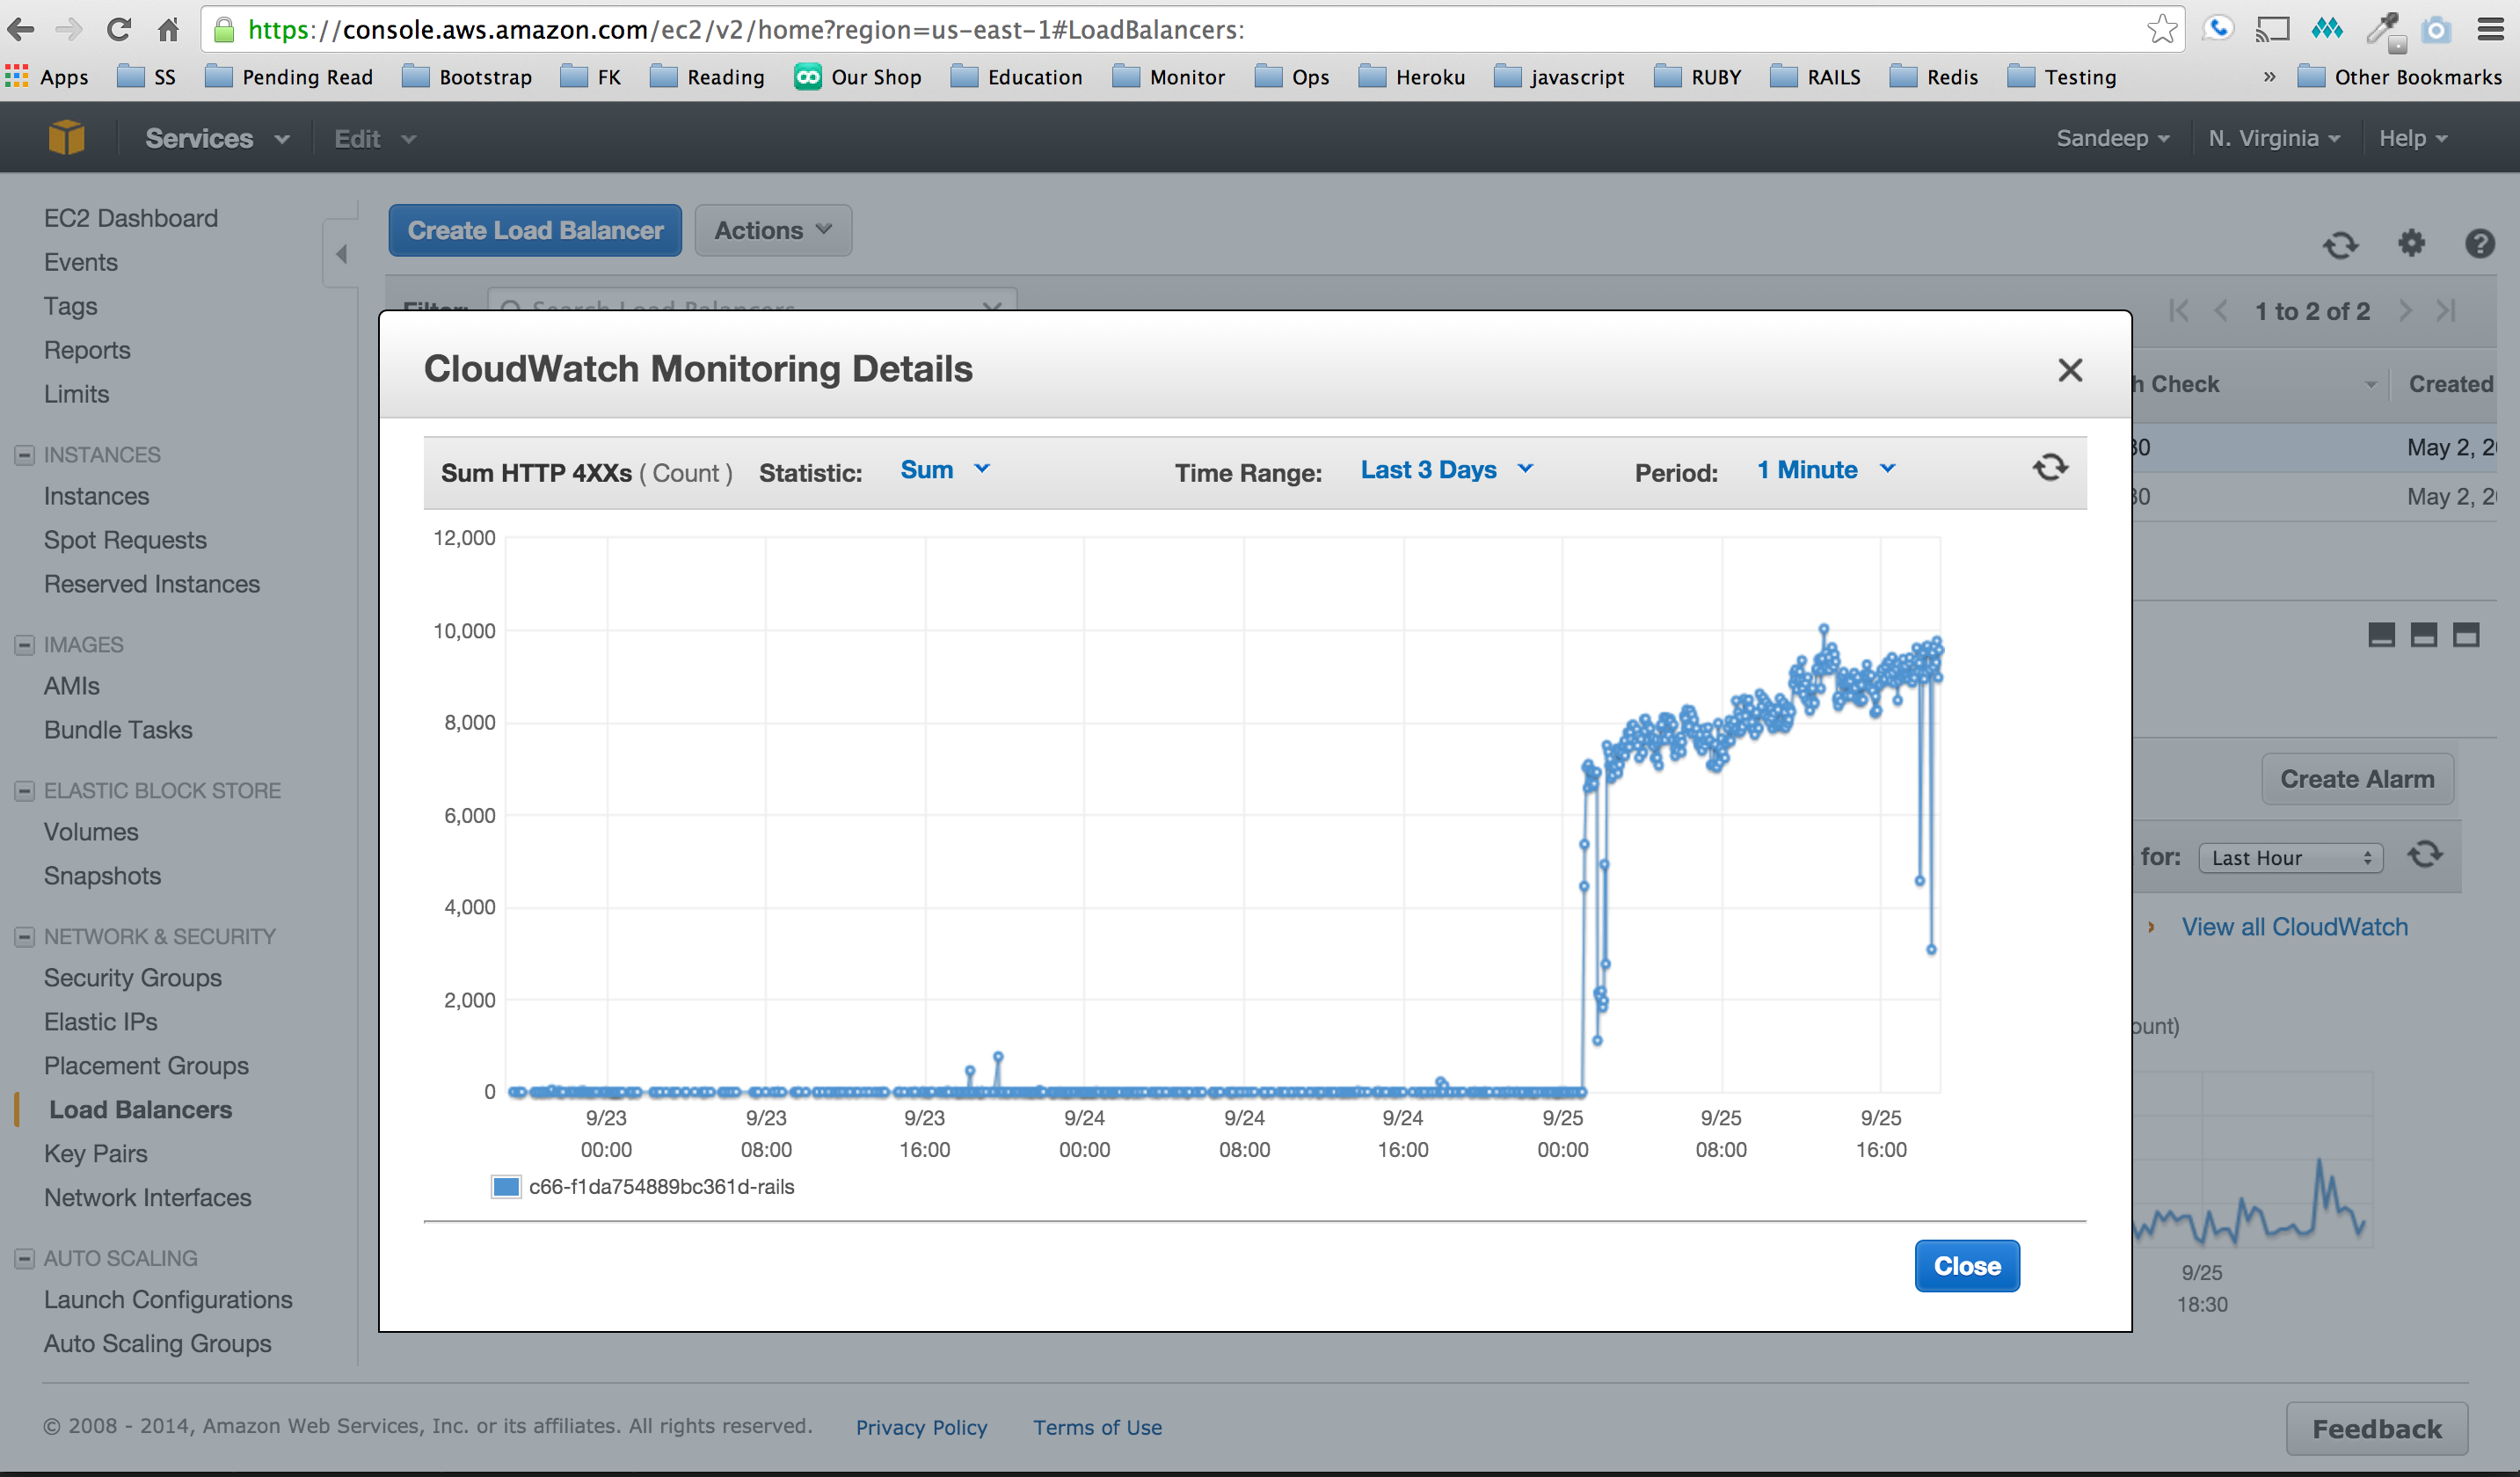 https://console.aws.amazon.com/ec2/v2/home?region=us-east-1#LoadBalancers:
Apps SS Pending Read Bootstrap FK Reading Our Shop Education Monitor Ops Heroku javascript RUBY RAILS Redis Testing » Other Bookmarks
Services Edit Sandeep N. Virginia Help
EC2 Dashboard
Events
Tags
Reports
Limits
INSTANCES
Instances
Spot Requests
Reserved Instances
IMAGES
AMIs
Bundle Tasks
ELASTIC BLOCK STORE
Volumes
Snapshots
NETWORK & SECURITY
Security Groups
Elastic IPs
Placement Groups
Load Balancers
Key Pairs
Network Interfaces
AUTO SCALING
Launch Configurations
Auto Scaling Groups
Create Load Balancer Actions
Filter: Search Load Balancers
1 to 2 of 2
h Check Created
30 May 2, 2
30 May 2, 2
Create Alarm
for: Last Hour
View all CloudWatch
ount)
9/25
18:30
CloudWatch Monitoring Details
Sum HTTP 4XXs ( Count ) Statistic: Sum Time Range: Last 3 Days Period: 1 Minute
12,000
10,000
8,000
6,000
4,000
2,000
0
9/23 9/23 9/23 9/24 9/24 9/24 9/25 9/25 9/25
00:00 08:00 16:00 00:00 08:00 16:00 00:00 08:00 16:00
c66-f1da754889bc361d-rails
Close
© 2008 - 2014, Amazon Web Services, Inc. or its affiliates. All rights reserved. Privacy Policy Terms of Use
Feedback